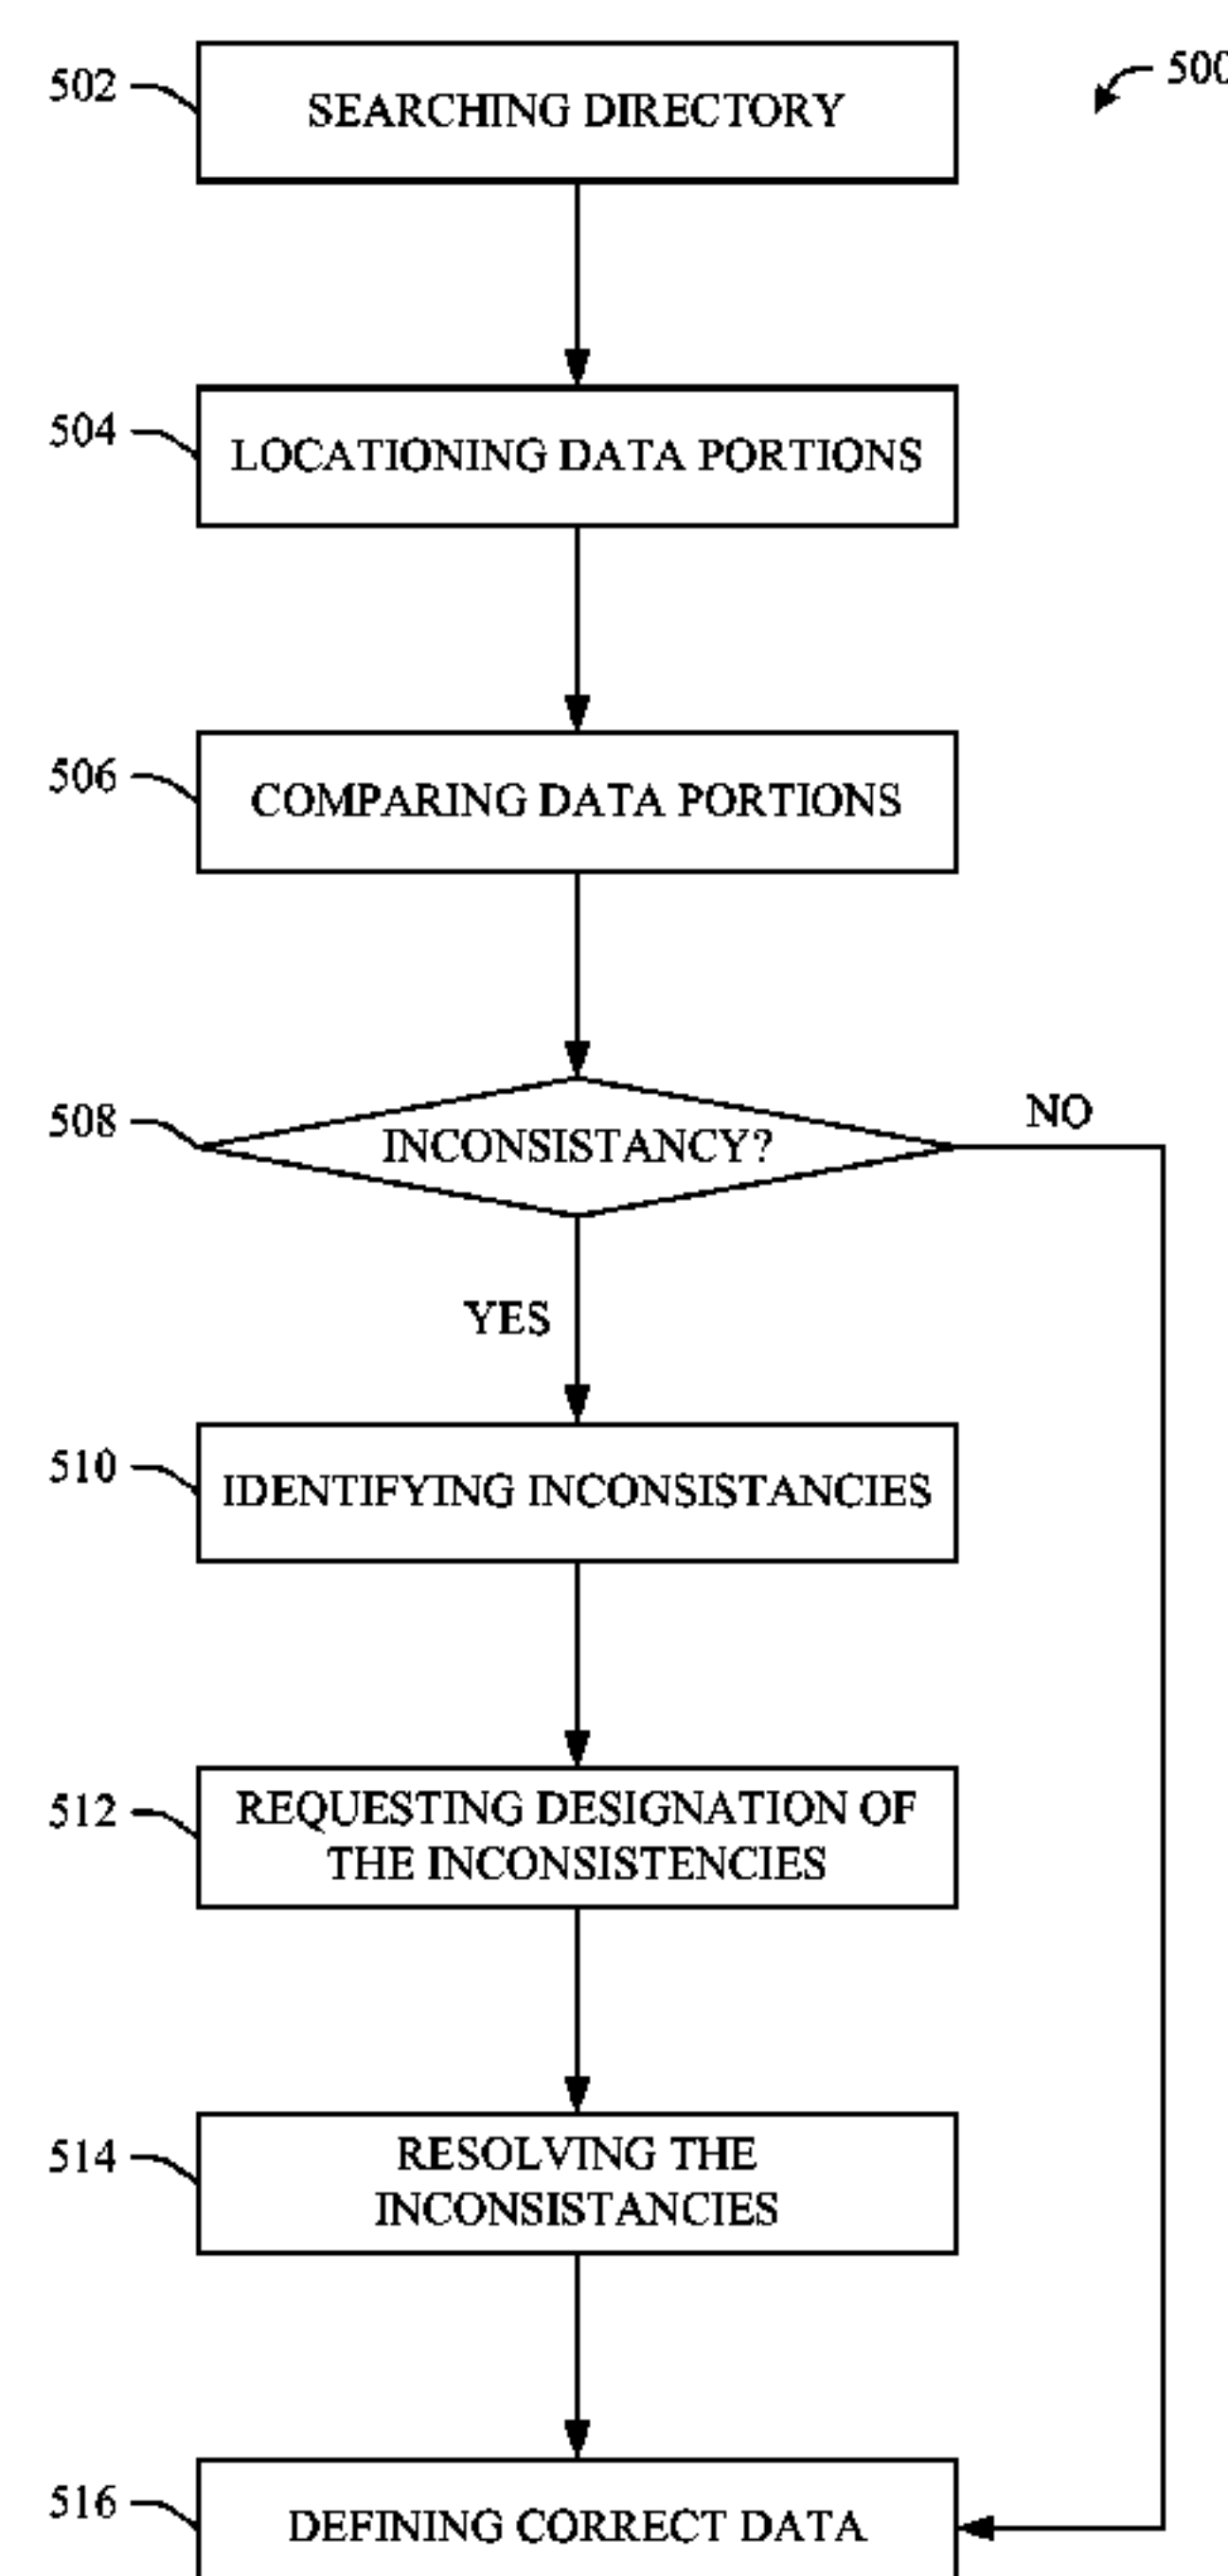 502
SEARCHING DIRECTORY
500
504
LOCATIONING DATA PORTIONS
506
COMPARING DATA PORTIONS
508
INCONSISTANCY?
NO
YES
510
IDENTIFYING INCONSISTANCIES
512
REQUESTING DESIGNATION OF
THE INCONSISTENCIES
514
RESOLVING THE
INCONSISTANCIES
516
DEFINING CORRECT DATA